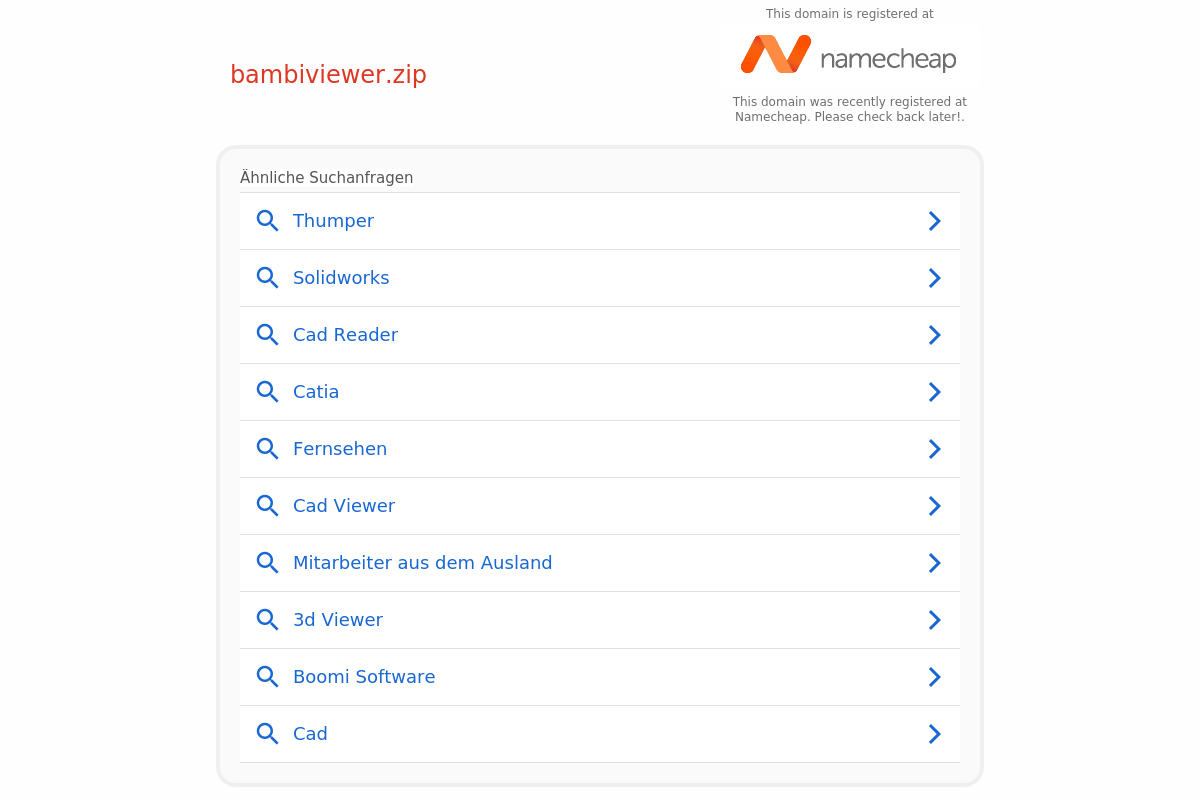 This domain is registered at
namecheap
bambiviewer.zip
This domain was recently registered at
Namecheap. Please check back later!.
Ähnliche Suchanfragen
Thumper
Solidworks
Cad Reader
Catia
Fernsehen
Cad Viewer
Mitarbeiter aus dem Ausland
3d Viewer
Boomi Software
Cad